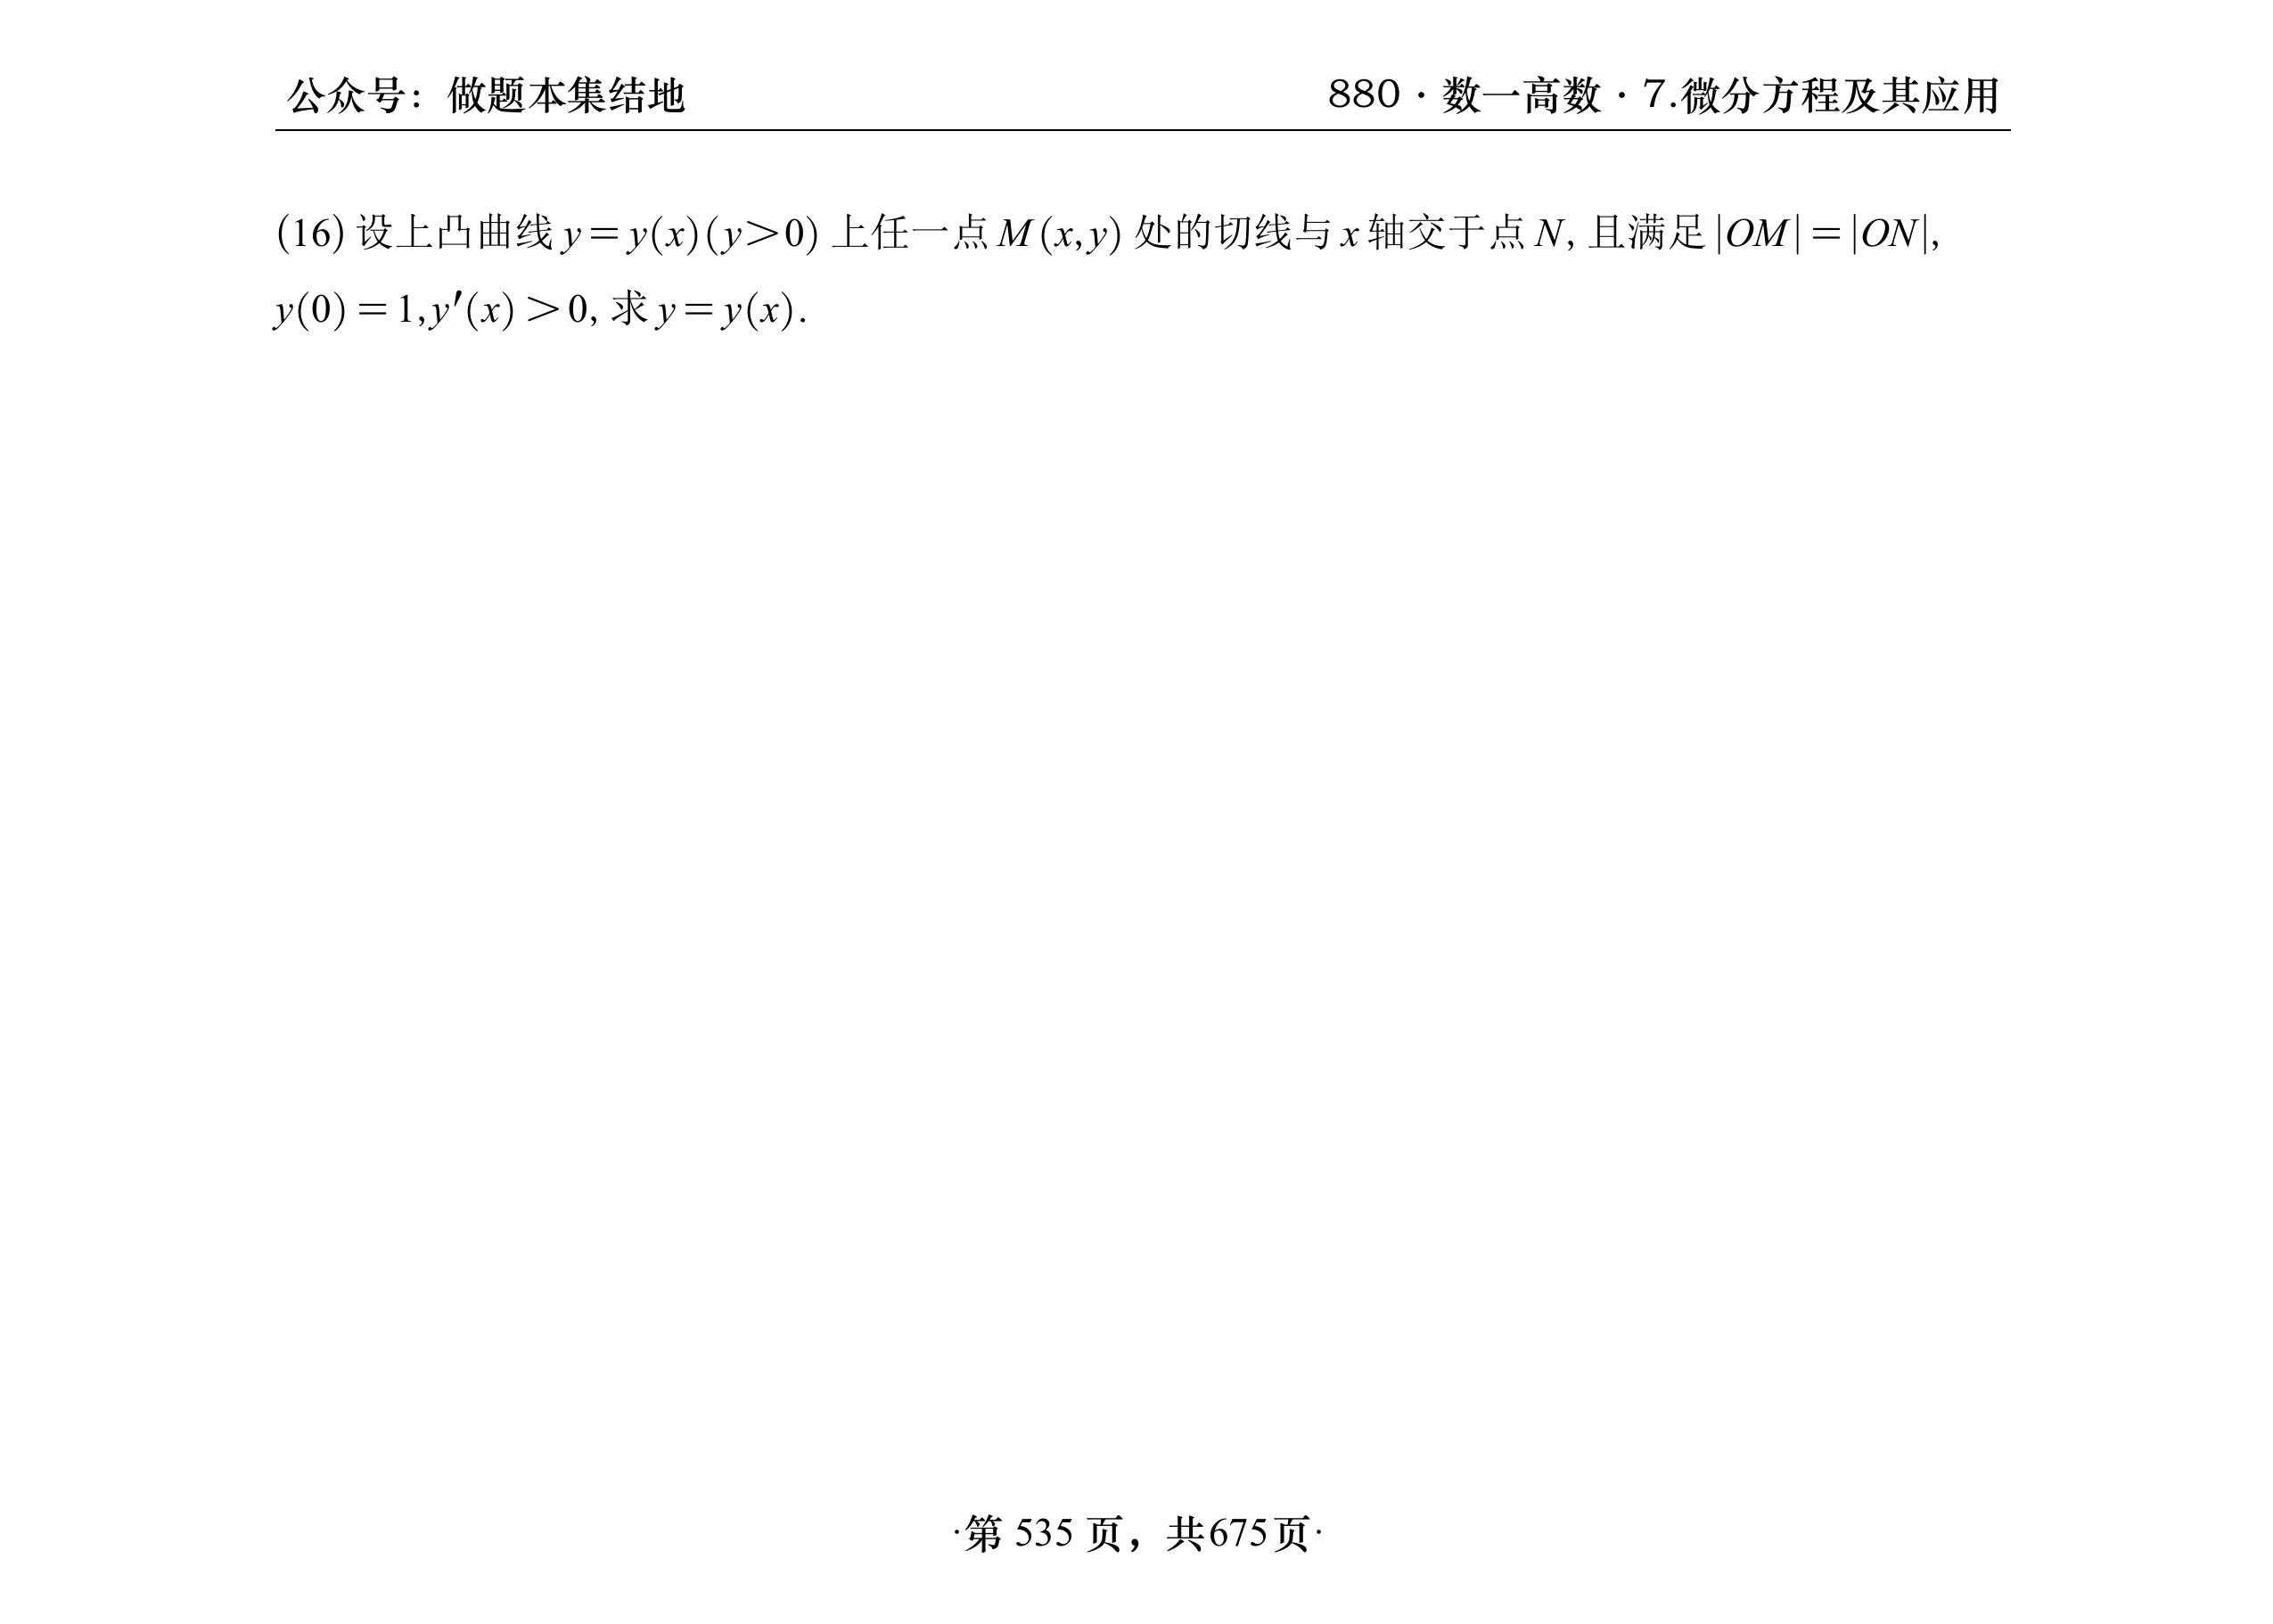 公众号：做题本集结地
880·数一高数·7.微分方程及其应用
(16) 设上凸曲线 y=y(x)(y>0) 上任一点 M(x,y) 处的切线与 x 轴交于点 N, 且满足 |OM|=|ON|,
y(0) = 1,y′(x) > 0, 求 y=y(x).
·第 535 页，共675页·